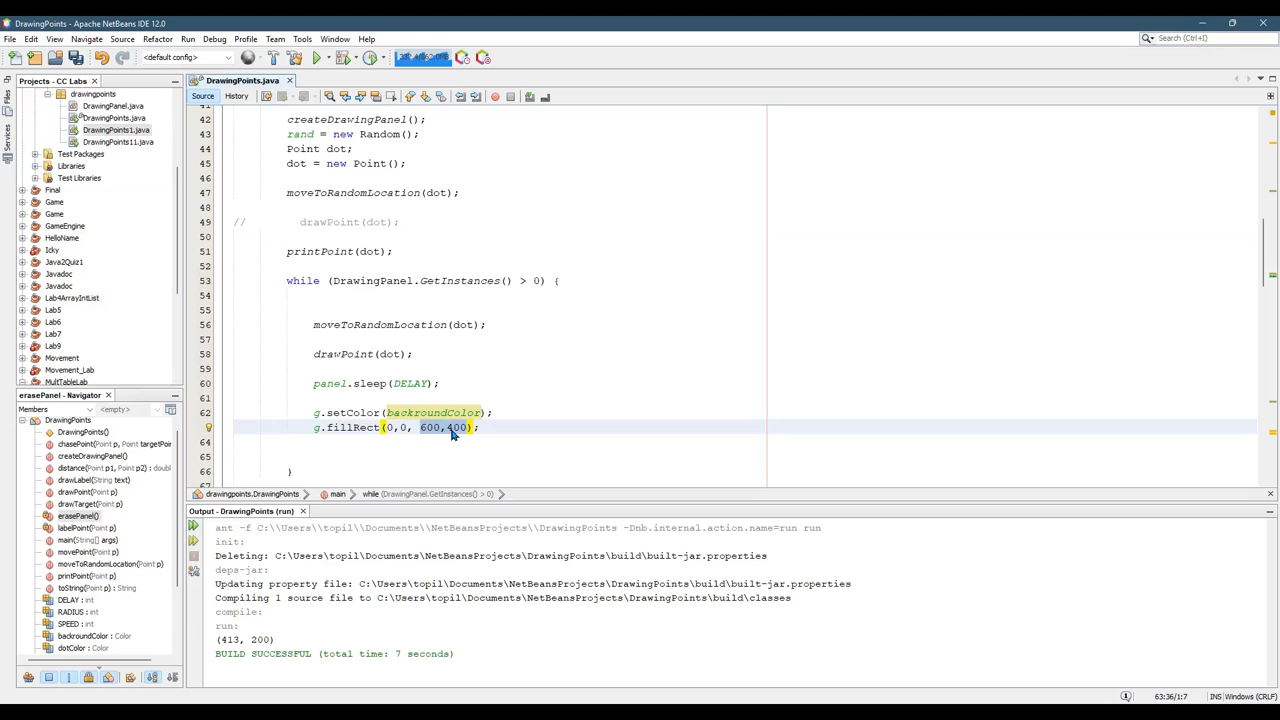 DrawingPoints - Apache NetBeans IDE 12.0
File Edit View Navigate Source Refactor Run Debug Profile Team Tools Window Help
Search (Ctrl+I)
<default config>
Projects - CC Labs
DrawingPoints.java
Source History
drawingpoints
DrawingPanel.java
DrawingPoints.java
DrawingPoints1.java
DrawingPoints11.java
Test Packages
Libraries
Test Libraries
Final
Game
Game
GameEngine
HelloName
Icky
Java2Quiz1
Javadoc
Javadoc
Lab4ArrayIntList
Lab5
Lab6
Lab7
Lab9
Movement
Movement_Lab
MultTableLab
41
42 createDrawingPanel();
43 rand = new Random();
44 Point dot;
45 dot = new Point();
46
47 moveToRandomLocation(dot);
48
49 // drawPoint(dot);
50
51 printPoint(dot);
52
53 while (DrawingPanel.GetInstances() > 0) {
54
55
56 moveToRandomLocation(dot);
57
58 drawPoint(dot);
59
60 panel.sleep(DELAY);
61
62 g.setColor(backroundColor);
g.fillRect(0,0, 600,400);
64
65
66 }
drawingpoints.DrawingPoints main while (DrawingPanel.GetInstances() > 0)
erasePanel - Navigator
Members <empty>
DrawingPoints
DrawingPoints()
chasePoint(Point p, Point targetPoi
createDrawingPanel()
distance(Point p1, Point p2) : doubl
drawLabel(String text)
drawPoint(Point p)
drawTarget(Point p)
erasePanel()
labelPoint(Point p)
main(String[] args)
movePoint(Point p)
moveToRandomLocation(Point p)
printPoint(Point p)
toString(Point p) : String
DELAY : int
RADIUS : int
SPEED : int
backroundColor : Color
dotColor : Color
Output - DrawingPoints (run)
ant -f C:\\Users\\topil\\Documents\\NetBeansProjects\\DrawingPoints -Dnb.internal.action.name=run run
init:
Deleting: C:\Users\topil\Documents\NetBeansProjects\DrawingPoints\build\built-jar.properties
deps-jar:
Updating property file: C:\Users\topil\Documents\NetBeansProjects\DrawingPoints\build\built-jar.properties
Compiling 1 source file to C:\Users\topil\Documents\NetBeansProjects\DrawingPoints\build\classes
compile:
run:
(413, 200)
BUILD SUCCESSFUL (total time: 7 seconds)
63:36/1:7 INS Windows (CRLF)